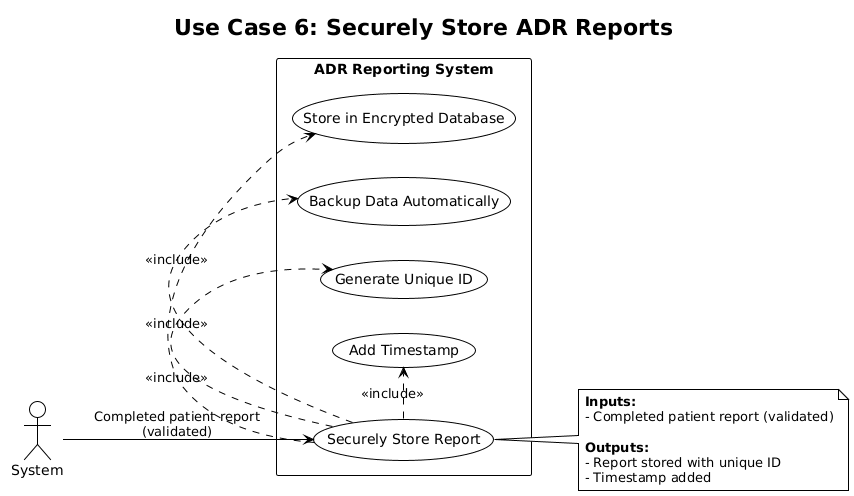 Use Case 6: Securely Store ADR Reports
ADR Reporting System
Store in Encrypted Database
Backup Data Automatically
«include»
Generate Unique ID
«include»
Add Timestamp
«include»
«include»
Completed patient report
(validated)
System
Securely Store Report
Inputs:
- Completed patient report (validated)
Outputs:
- Report stored with unique ID
- Timestamp added